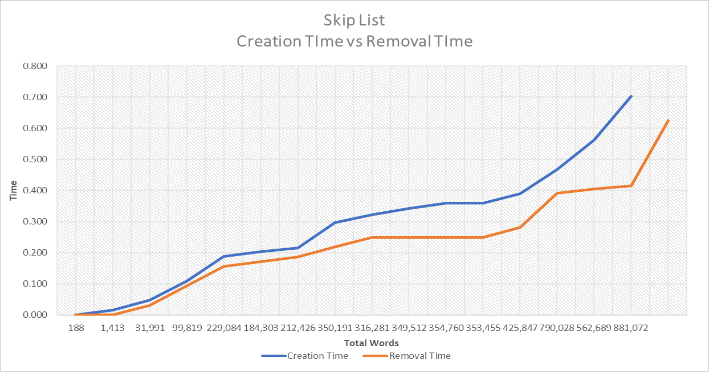 Skip List
Creation TIme vs Removal TIme
0.800
0.700
0.600
0.500
0.400
0.300
0.200
0.100
0.000
Time
188 1,413 31,991 99,819 229,084 184,303 212,426 350,191 316,281 349,512 354,760 353,455 425,847 790,028 562,689 881,072
Total Words
Creation Time Removal TIme